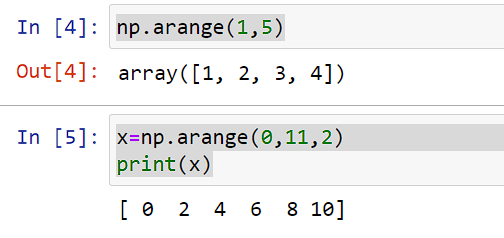 In [4]: np.arange(1,5)
Out[4]: array([1, 2, 3, 4])
In [5]: x=np.arange(0,11,2)
print(x)
[ 0  2  4  6  8 10]